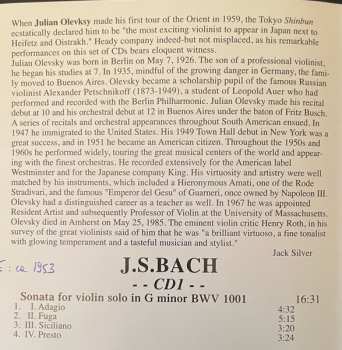 When Julian Olevksy made his first tour of the Orient in 1959, the Tokyo Shinbun
ecstatically declared him to be "the most exciting violinist to appear in Japan next to
Heifetz and Oistrakh." Heady company indeed-but not misplaced, as his remarkable
performances on this set of CDs bears eloquent witness.
Julian Olevsky was born in Berlin on May 7, 1926. The son of a professional violinist,
he began his studies at 7. In 1935, mindful of the growing danger in Germany, the fami-
ly moved to Buenos Aires. Olevsky became a scholarship pupil of the famous Russian
violinist Alexander Petschnikoff (1873-1949), a student of Leopold Auer who had
performed and recorded with the Berlin Philharmonic. Julian Olevsky made his recital
debut at 10 and his orchestral debut at 12 in Buenos Aires under the baton of Fritz Busch.
A series of recitals and orchestral appearances throughout South American ensued. In
1947 he immigrated to the United States. His 1949 Town Hall debut in New York was a
great success, and in 1951 he became an American citizen. Throughout the 1950s and
1960s he performed widely, touring the great musical centers of the world and appear-
ing with the finest orchestras. He recorded extensively for the American label
Westminster and for the Japanese company King. His virtuosity and artistry were well
matched by his instruments, which included a Hieronymous Amati, one of the Rode
Stradivari, and the famous "Emperor del Gesu" of Guarneri, once owned by Napoleon III.
Olevsky had a distinguished career as a teacher as well. In 1967 he was appointed
Resident Artist and subsequently Professor of Violin at the University of Massachusetts.
Olevsky died in Amherst on May 25, 1985. The eminent violin critic Henry Roth, in his
survey of the great violinists said of him that he was "a brilliant virtuoso, a fine tonalist
with glowing temperament and a tasteful musician and stylist."
Jack Silver
: ca 1953
J.S.BACH
- - CD1 - -
Sonata for violin solo in G minor BWV 1001 16:31
1. I. Adagio 4:32
2. II. Fuga 5:15
3. III. Siciliano 3:20
4. IV. Presto 3:24